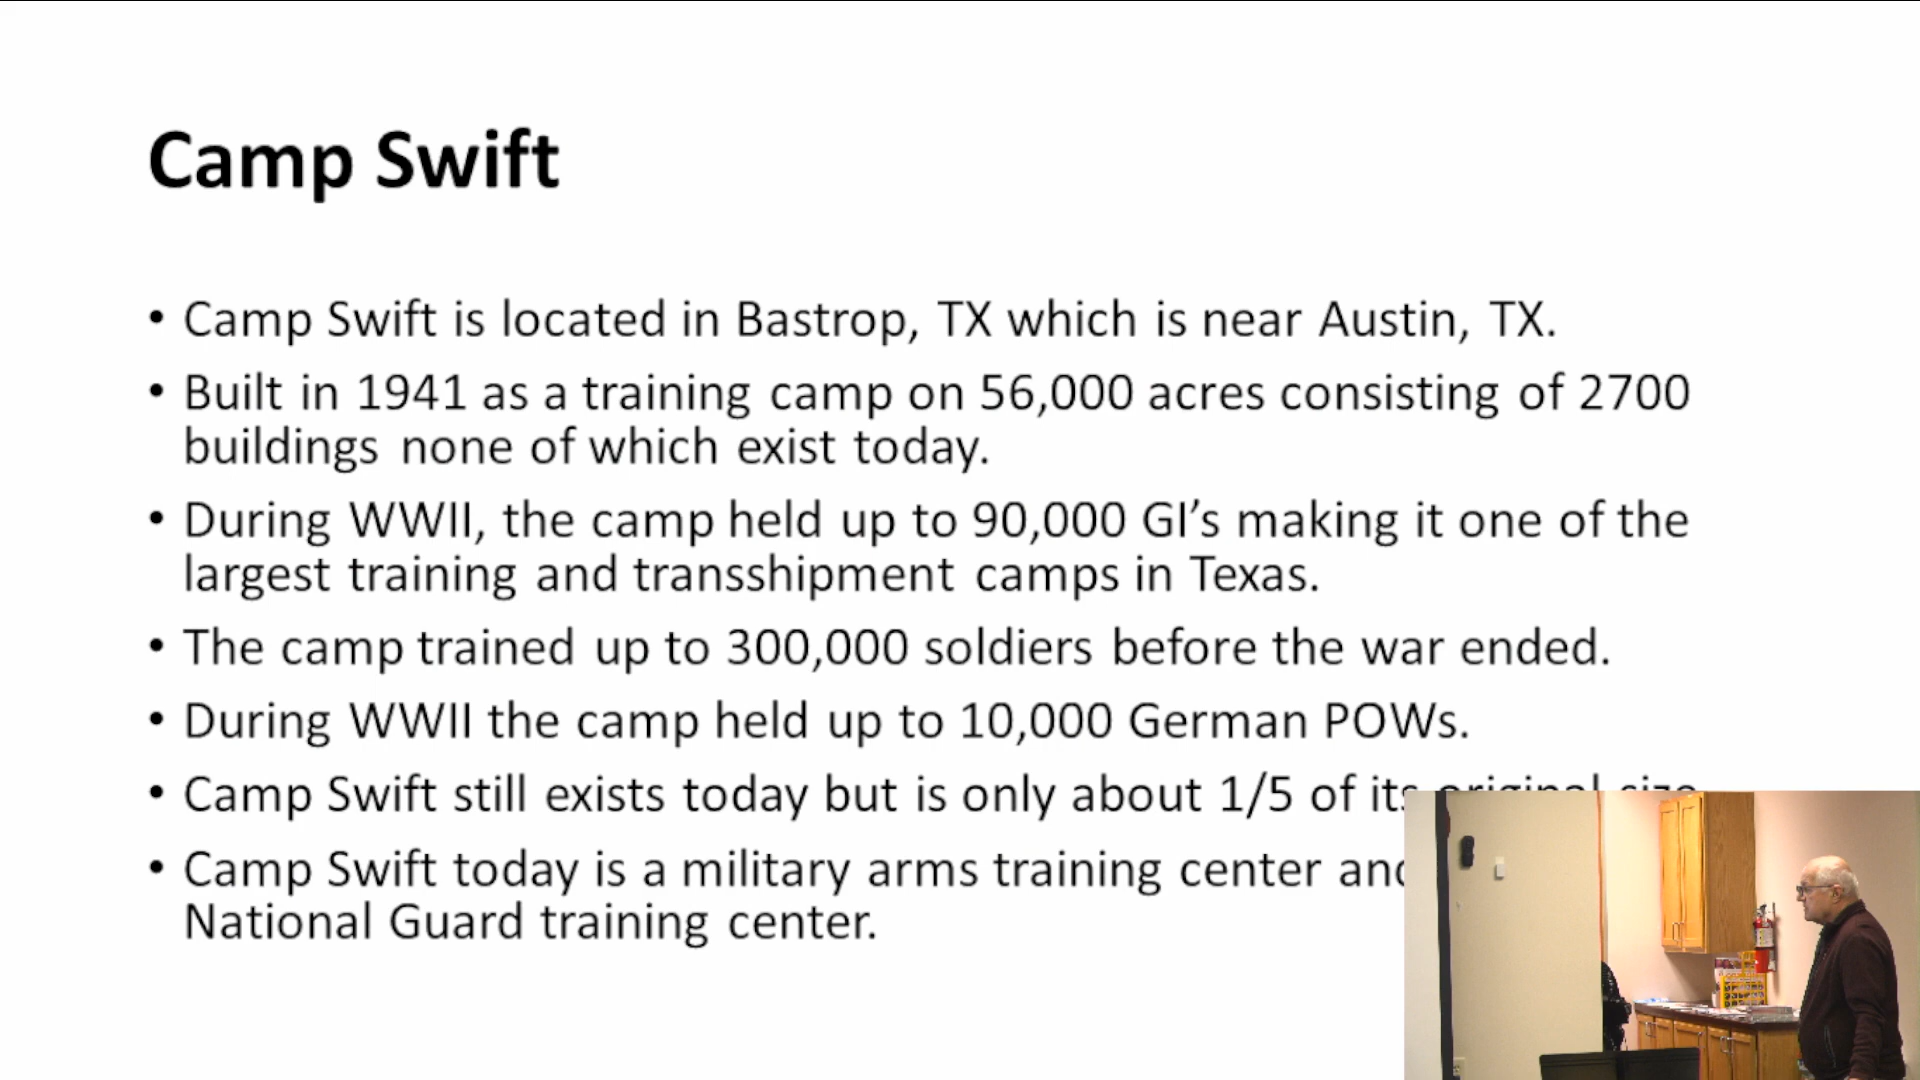 Camp Swift
• Camp Swift is located in Bastrop, TX which is near Austin, TX.
• Built in 1941 as a training camp on 56,000 acres consisting of 2700
buildings none of which exist today.
• During WWII, the camp held up to 90,000 GI’s making it one of the
largest training and transshipment camps in Texas.
• The camp trained up to 300,000 soldiers before the war ended.
• During WWII the camp held up to 10,000 German POWs.
• Camp Swift still exists today but is only about 1/5 of its original size
• Camp Swift today is a military arms training center and
National Guard training center.